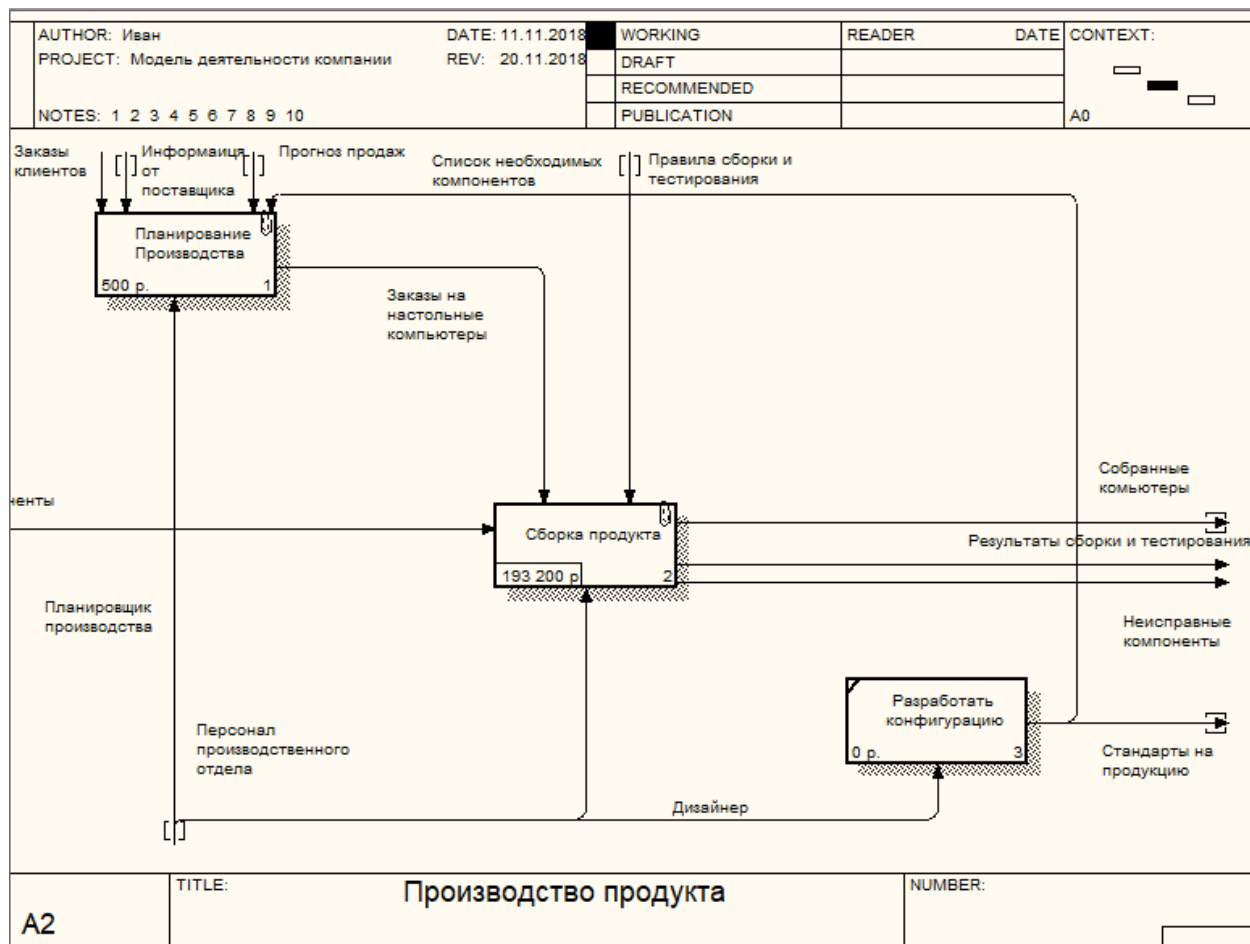 AUTHOR: Иван
DATE: 11.11.2018
WORKING
READER
DATE
CONTEXT:
PROJECT: Модель деятельности компании
REV: 20.11.2018
DRAFT
RECOMMENDED
NOTES: 1 2 3 4 5 6 7 8 9 10
PUBLICATION
A0
Заказы
клиентов
Информаиця
от
поставщика
Прогноз продаж
Список необходимых
компонентов
Правила сборки и
тестирования
Планирование
Производства
500 р.
1
Заказы на
настольные
компьютеры
Собранные
комьютеры
ненты
Сборка продукта
193 200 р
2
Результаты сборки и тестирования
Планировщик
производства
Неисправные
компоненты
Разработать
конфигурацию
0 р.
3
Персонал
производственного
отдела
Стандарты на
продукцию
Дизайнер
TITLE:
Производство продукта
NUMBER:
A2